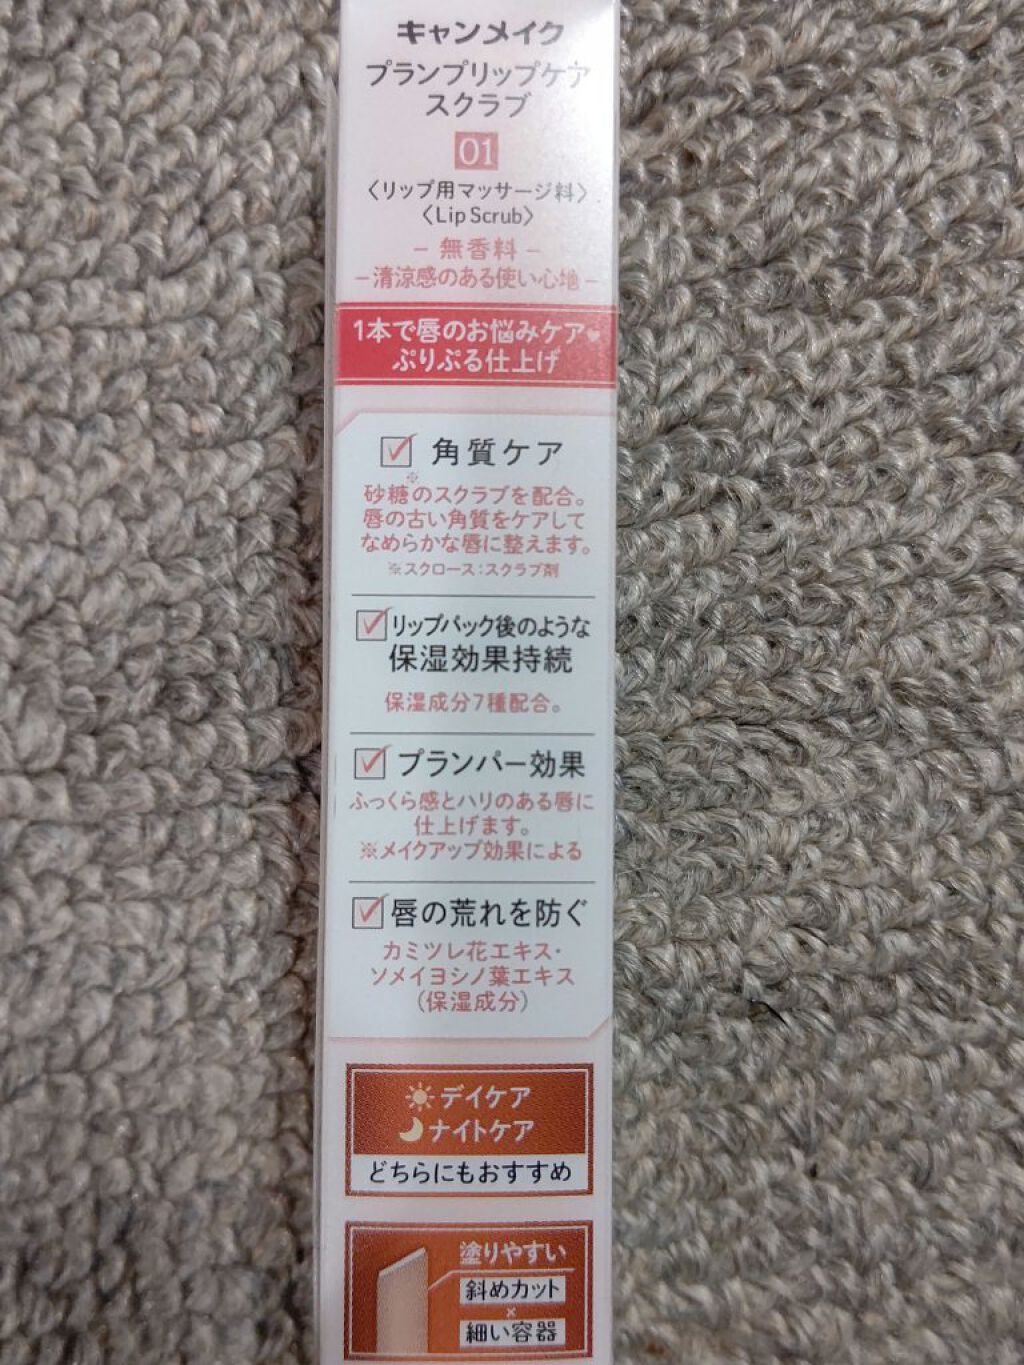 キャンメイク
プランプリップケア
スクラブ
01
〈リップ用マッサージ料〉
〈Lip Scrub〉
- 無香料 -
- 清涼感のある使い心地 -
1本で唇のお悩みケア♥
ぷりぷる仕上げ
角質ケア
※
砂糖のスクラブを配合。
唇の古い角質をケアして
なめらかな唇に整えます。
※スクロース：スクラブ剤
リップパック後のような
保湿効果持続
保湿成分7種配合。
プランパー効果
ふっくら感とハリのある唇に
仕上げます。
※メイクアップ効果による
唇の荒れを防ぐ
カミツレ花エキス・
ソメイヨシノ葉エキス
（保湿成分）
デイケア
ナイトケア
どちらにもおすすめ
塗りやすい
斜めカット
×
細い容器